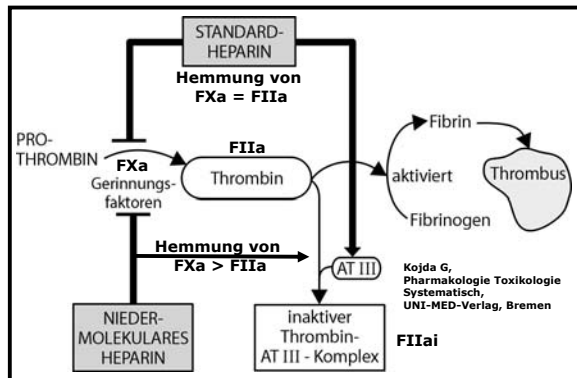 STANDARD-
HEPARIN
Hemmung von
FXa = FIIa
PRO-
THROMBIN
FXa
Gerinnungs-
faktoren
FIIa
Thrombin
aktiviert
Fibrin
Fibrinogen
Thrombus
Hemmung von
FXa > FIIa
AT III
Kojda G,
Pharmakologie Toxikologie
Systematisch,
UNI-MED-Verlag, Bremen
NIEDER-
MOLEKULARES
HEPARIN
inaktiver
Thrombin-
AT III - Komplex
FIIai